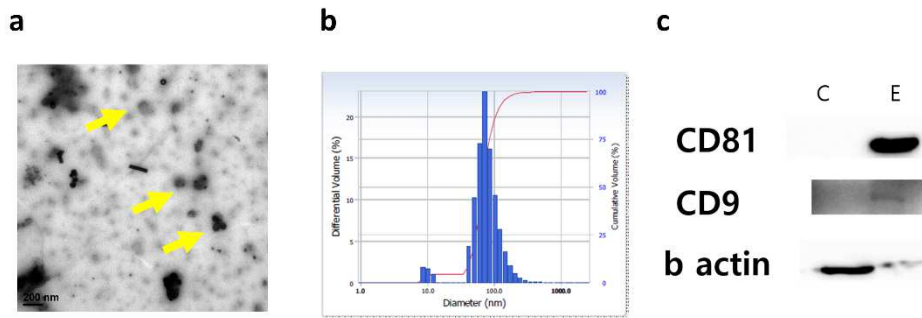 a
b
c
200 nm
Differential Volume (%)
20
15
10
5
0
1.0
10.0
100.0
1000.0
Diameter (nm)
100
75
50
25
0
Cumulative Volume (%)
C E
CD81
CD9
b actin